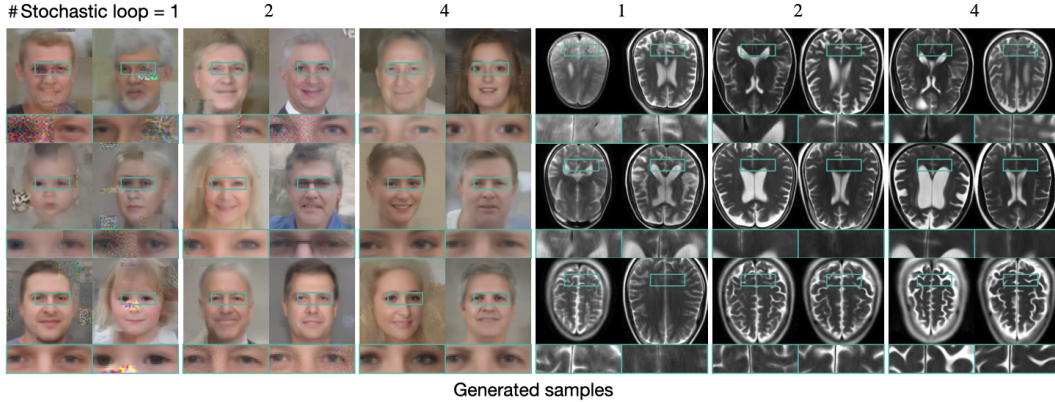 # Stochastic loop = 1 2 4 1 2 4
Generated samples